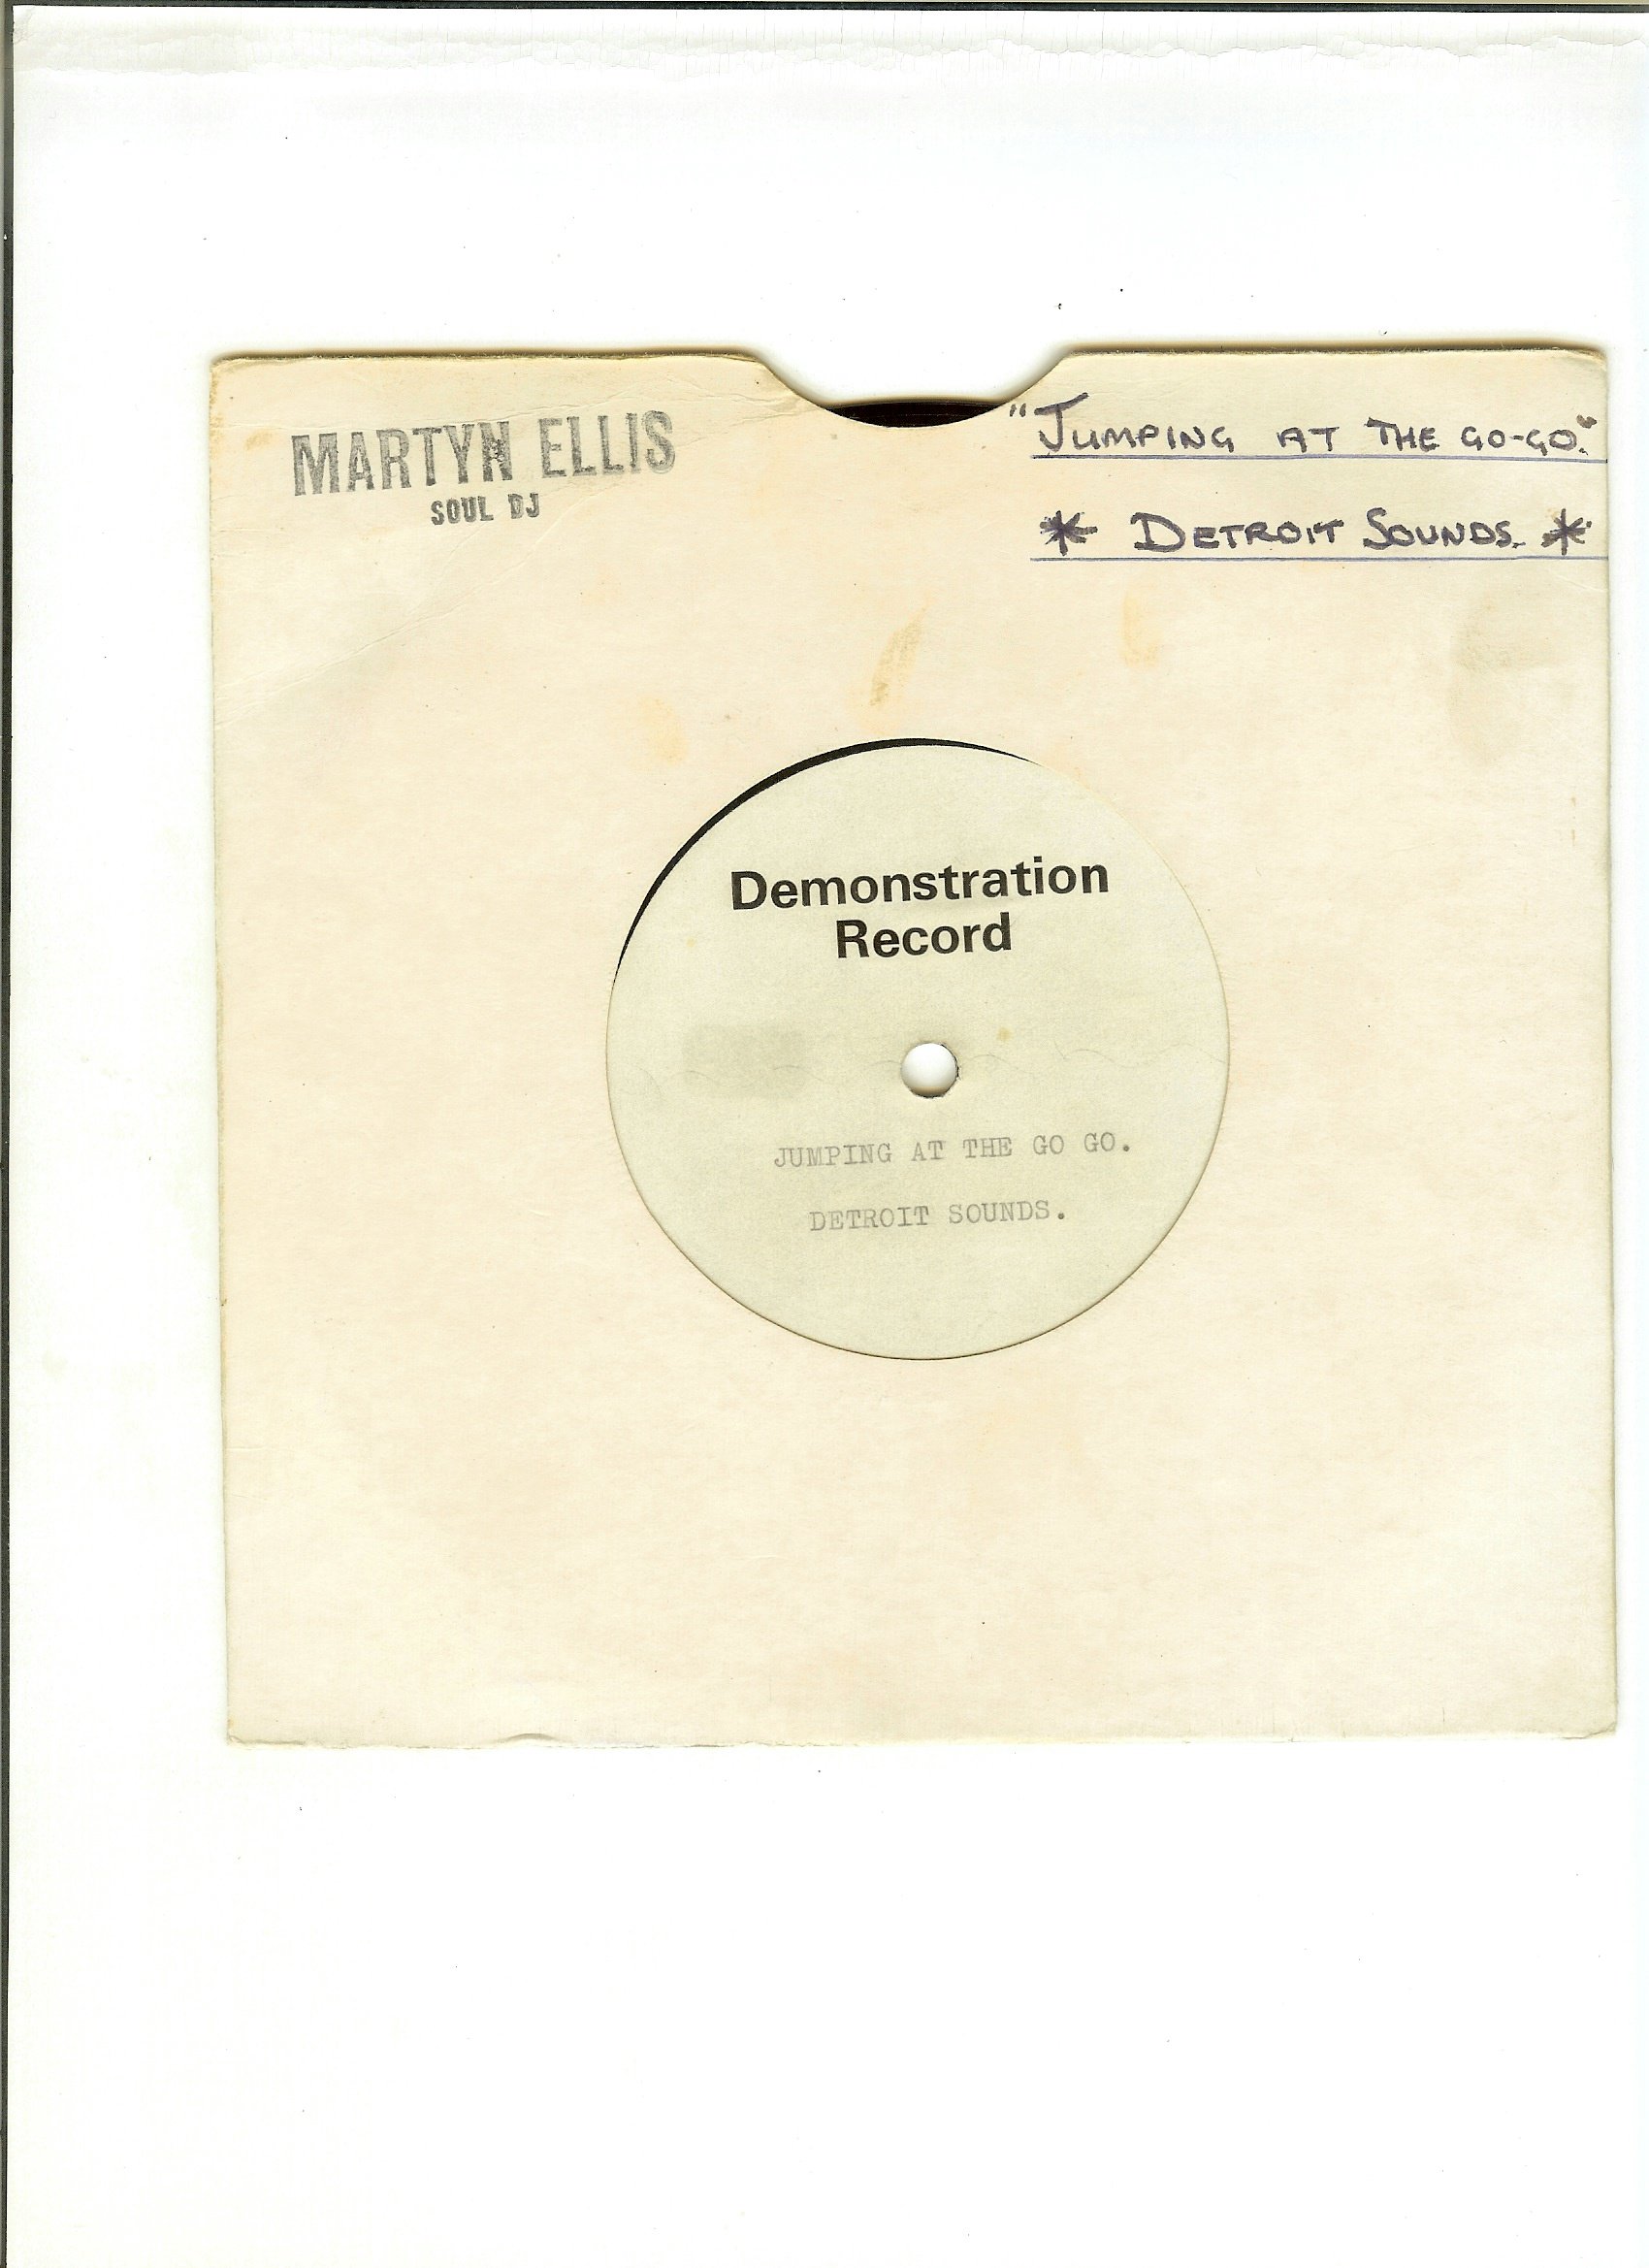 MARTYN ELLIS
SOUL DJ
"JUMPING AT THE GO-GO."
* DETROIT SOUNDS. *
Demonstration
Record
JUMPING AT THE GO GO.
DETROIT SOUNDS.